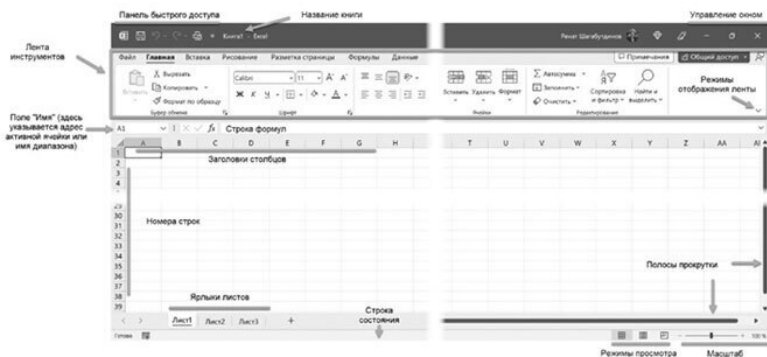 Панель быстрого доступа
Название книги
Управление окном
Книга1 - Excel
Ренат Шагабутдинов
Лента
инструментов
Файл Главная Вставка Рисование Разметка страницы Формулы Данные
Примечания Общий доступ
Вставить
Вырезать
Копировать
Формат по образцу
Буфер обмена
Calibri 11
Ж К Ч
Шрифт
Вставить Удалить Формат
Ячейки
Автосумма
Заполнить
Очистить
Сортировка
и фильтр
Найти и
выделить
Режимы
отображения ленты
Поле "Имя" (здесь
указывается адрес
активной ячейки или
имя диапазона)
A1
fx Строка формул
A B C D E F G H T U V W X Y Z AA
1
2
3
4
Заголовки столбцов
29
30
31
32
33
34
35
36
37
38
39
Номера строк
Полосы прокрутки
Ярлыки листов
Строка
состояния
Лист1 Лист2 Лист3 +
Готово
100 %
Режимы просмотра
Масштаб